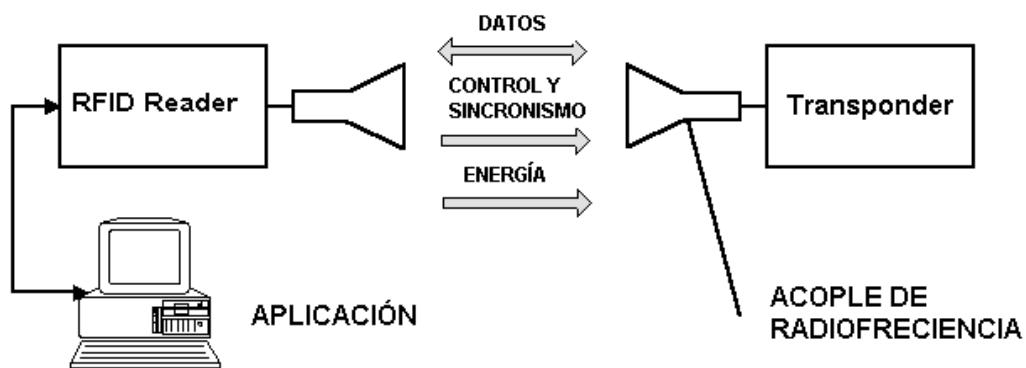 DATOS
RFID Reader
CONTROL Y
SINCRONISMO
Transponder
ENERGÍA
APLICACIÓN
ACOPLE DE
RADIOFRECIENCIA